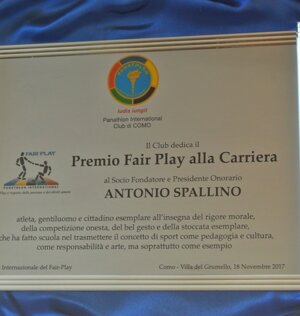 PANATHLON
ludis iungit
Panathlon International
Club di COMO
Il Club dedica il
FAIR PLAY
Premio Fair Play alla Carriera
al Socio Fondatore e Presidente Onorario
PANATHLON INTERNATIONAL
ANTONIO SPALLINO
atleta, gentiluomo e cittadino esemplare all'insegna del rigore morale,
della competizione onesta, del bel gesto e della stoccata esemplare,
che ha fatto scuola nel trasmettere il concetto di sport come pedagogia e cultura,
come responsabilità e arte, ma soprattutto come esempio
Internazionale del Fair-Play
Como - Villa del Grumello, 18 Novembre 2017